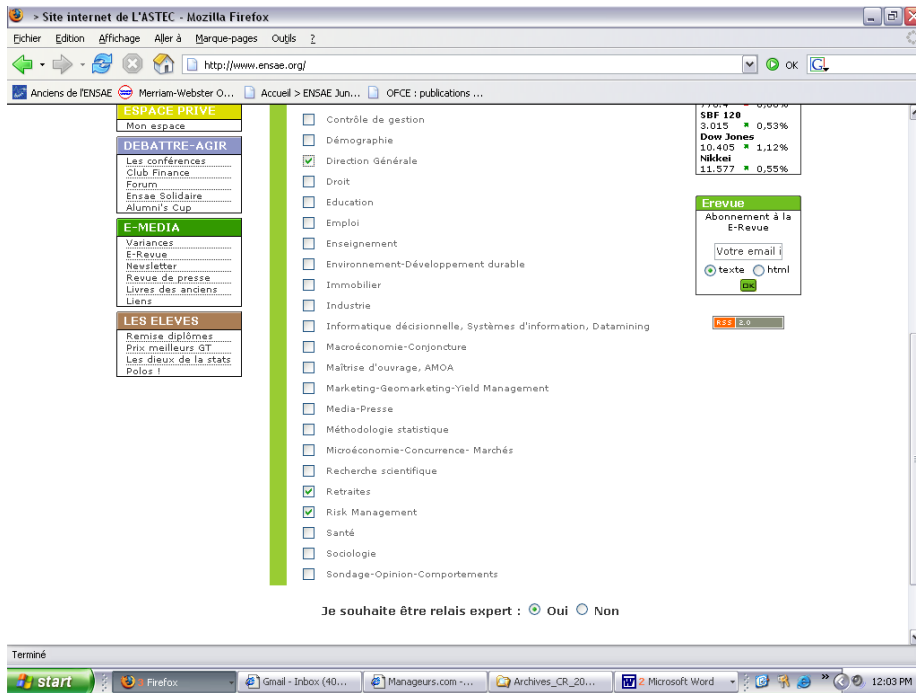 > Site internet de L'ASTEC - Mozilla Firefox
Fichier Edition Affichage Aller à Marque-pages Outils ?
http://www.ensae.org/
OK
G
Anciens de l'ENSAE
Merriam-Webster O...
Accueil > ENSAE Jun...
OFCE : publications ...
ESPACE PRIVE
Mon espace
DEBATTRE-AGIR
Les conférences
Club Finance
Forum
Ensae Solidaire
Alumni's Cup
E-MEDIA
Variances
E-Revue
Newsletter
Revue de presse
Livres des anciens
Liens
LES ELEVES
Remise diplômes
Prix meilleurs GT
Les dieux de la stats
Polos !
Contrôle de gestion
Démographie
Direction Générale
Droit
Education
Emploi
Enseignement
Environnement-Développement durable
Immobilier
Industrie
Informatique décisionnelle, Systèmes d'information, Datamining
Macroéconomie-Conjoncture
Maîtrise d'ouvrage, AMOA
Marketing-Geomarketing-Yield Management
Media-Presse
Méthodologie statistique
Microéconomie-Concurrence- Marchés
Recherche scientifique
Retraites
Risk Management
Santé
Sociologie
Sondage-Opinion-Comportements
Je souhaite être relais expert : Oui Non
SBF 120
3.015 0,53%
Dow Jones
10.405 1,12%
Nikkei
11.577 0,55%
Erevue
Abonnement à la
E-Revue
Votre email i
texte html
OK
RSS 2.0
Terminé
start
Firefox
Gmail - Inbox (40...
Manageurs.com -...
Archives_CR_20...
2 Microsoft Word
12:03 PM